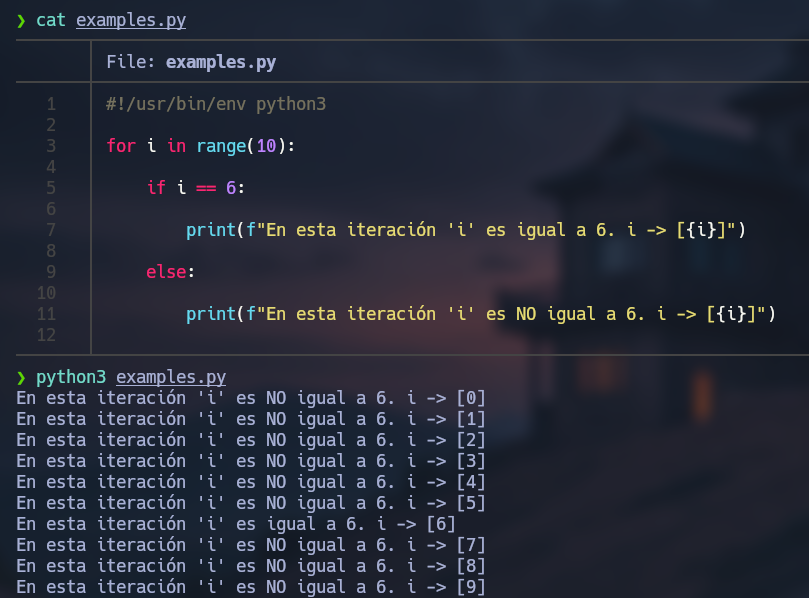 ❯ cat examples.py
File: examples.py
1 #!/usr/bin/env python3
2
3 for i in range(10):
4
5     if i == 6:
6
7         print(f"En esta iteración 'i' es igual a 6. i -> [{i}]")
8
9     else:
10
11         print(f"En esta iteración 'i' es NO igual a 6. i -> [{i}]")
12
❯ python3 examples.py
En esta iteración 'i' es NO igual a 6. i -> [0]
En esta iteración 'i' es NO igual a 6. i -> [1]
En esta iteración 'i' es NO igual a 6. i -> [2]
En esta iteración 'i' es NO igual a 6. i -> [3]
En esta iteración 'i' es NO igual a 6. i -> [4]
En esta iteración 'i' es NO igual a 6. i -> [5]
En esta iteración 'i' es igual a 6. i -> [6]
En esta iteración 'i' es NO igual a 6. i -> [7]
En esta iteración 'i' es NO igual a 6. i -> [8]
En esta iteración 'i' es NO igual a 6. i -> [9]